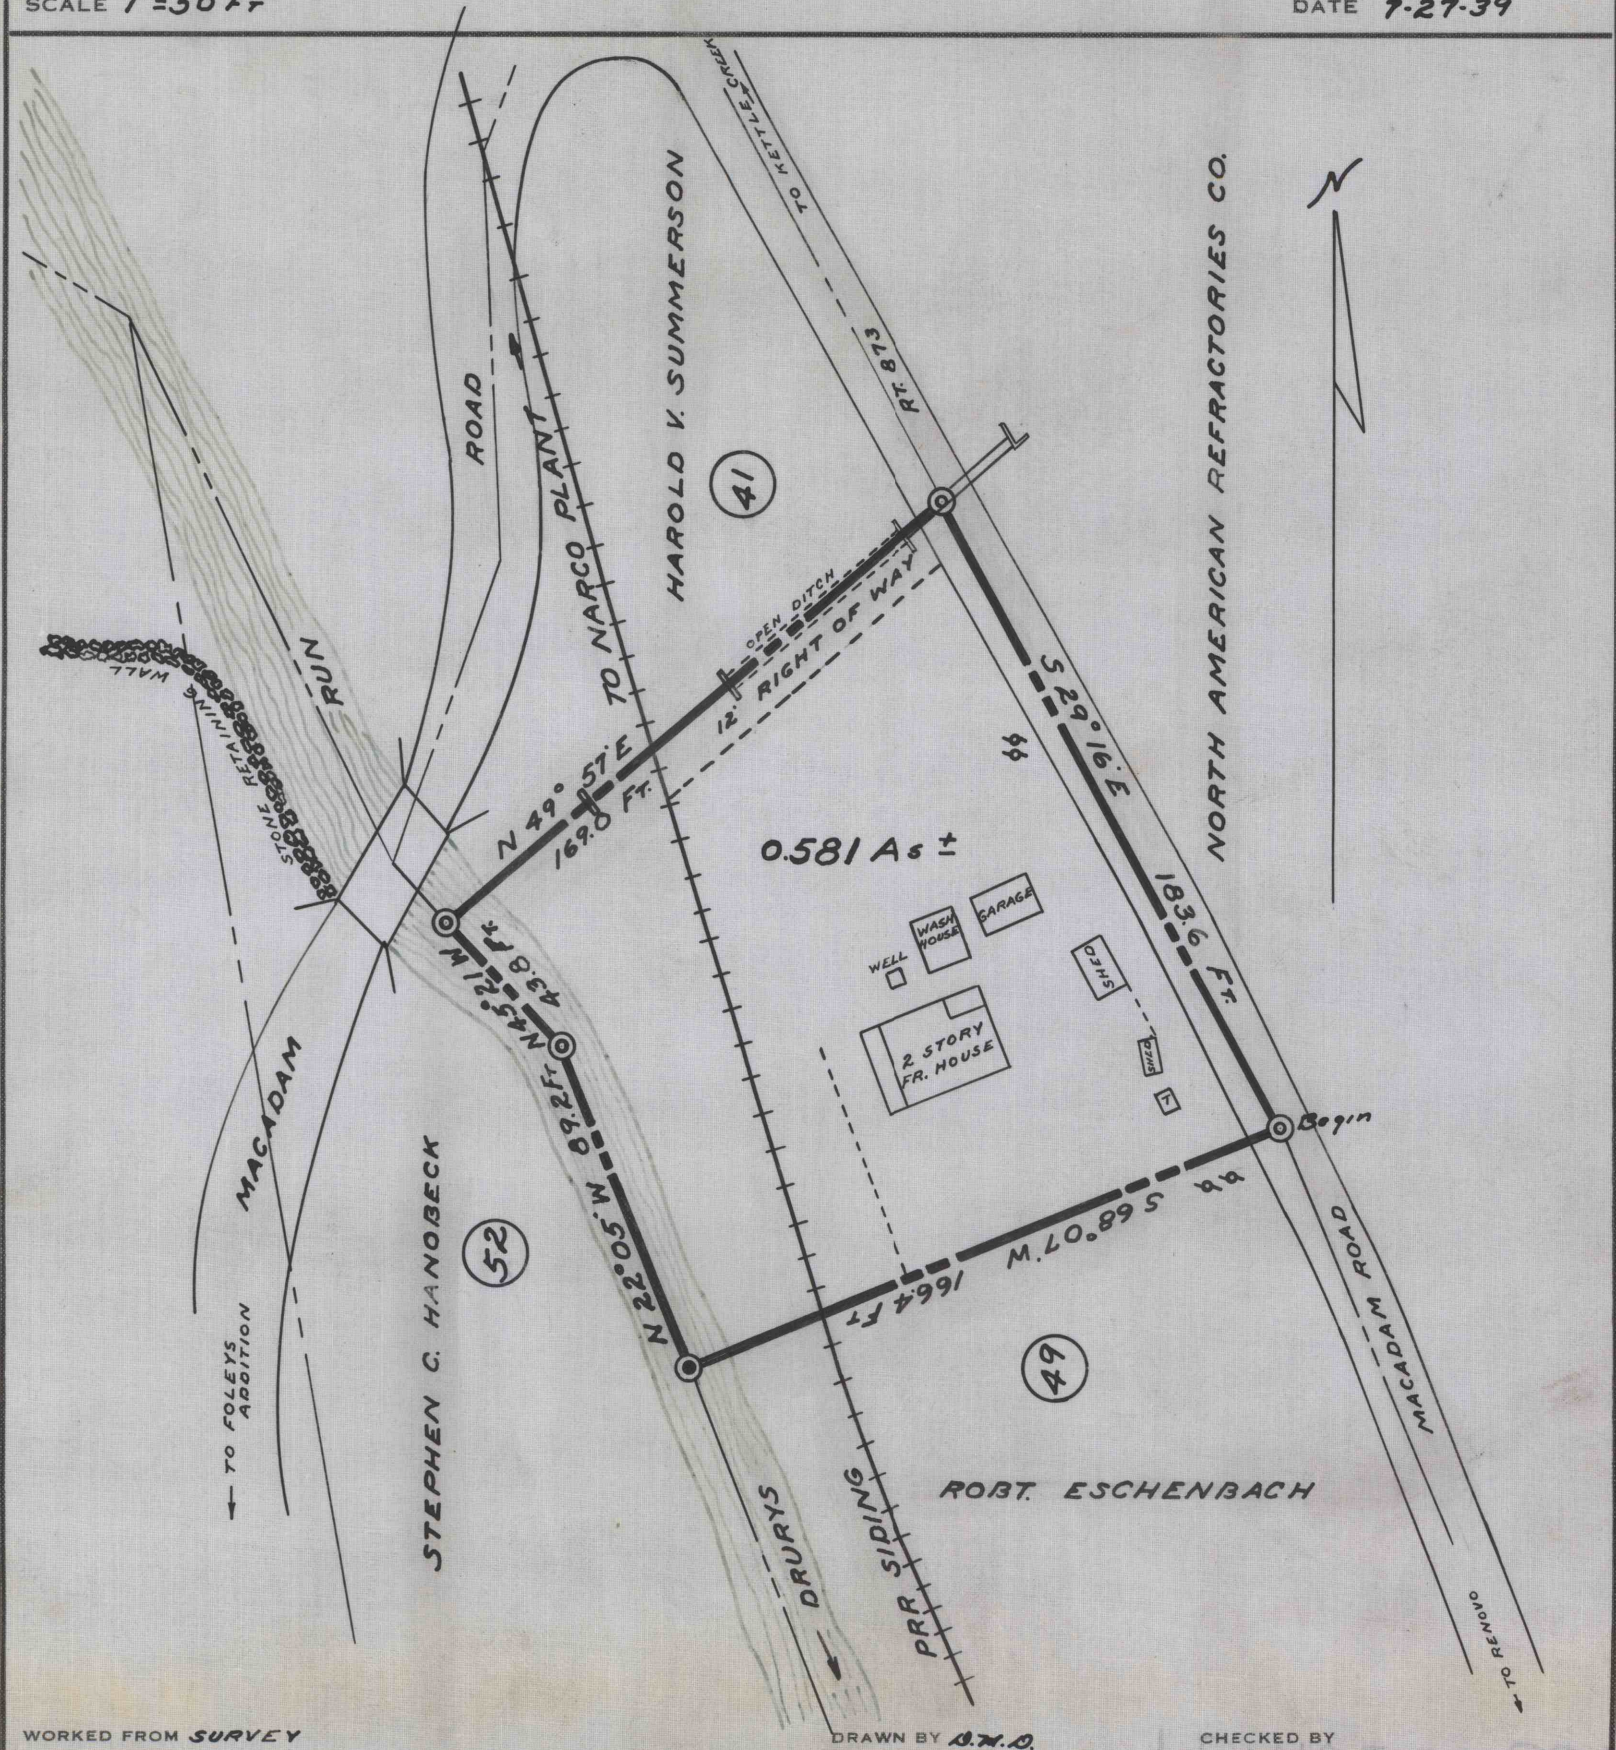 SCALE 1"=50 FT
DATE 9-27-39
TO KETTLE CREEK
RT. 873
NORTH AMERICAN REFRACTORIES CO.
N
HAROLD V. SUMMERSON
41
ROAD
TO NARCO PLANT
OPEN DITCH
12' RIGHT OF WAY
RUN
STONE RETAINING WALL
N 49° 57' E
169.0 FT.
S 29° 16' E
183.6 FT.
0.581 As ±
WELL
WASH
HOUSE
GARAGE
SHED
2 STORY
FR. HOUSE
SHED
T
Begin
N 45° 21' W
43.8 Ft.
N 22° 05' W 89.2 FT
S 68° 07' W
166.4 FT
MACADAM
STEPHEN C. HANOBECK
52
← TO FOLEYS
ADDITION
49
ROBT. ESCHENBACH
MACADAM ROAD
← TO RENOVO
← DRURYS
PRR SIDING
WORKED FROM SURVEY
DRAWN BY
CHECKED BY